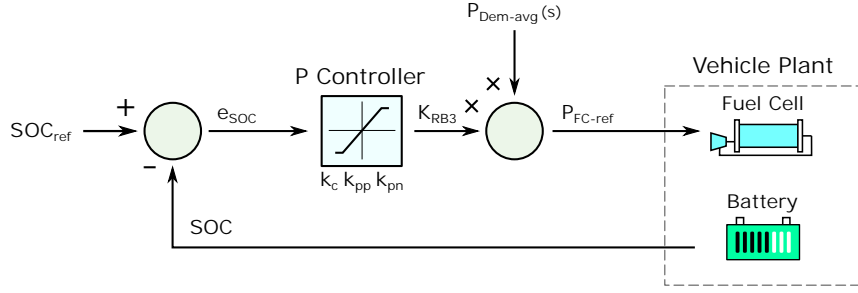 P_Dem-avg(s)
P Controller
Vehicle Plant
Fuel Cell
SOC_ref
+
e_SOC
K_RB3
×
×
P_FC-ref
−
k_c k_pp k_pn
SOC
Battery